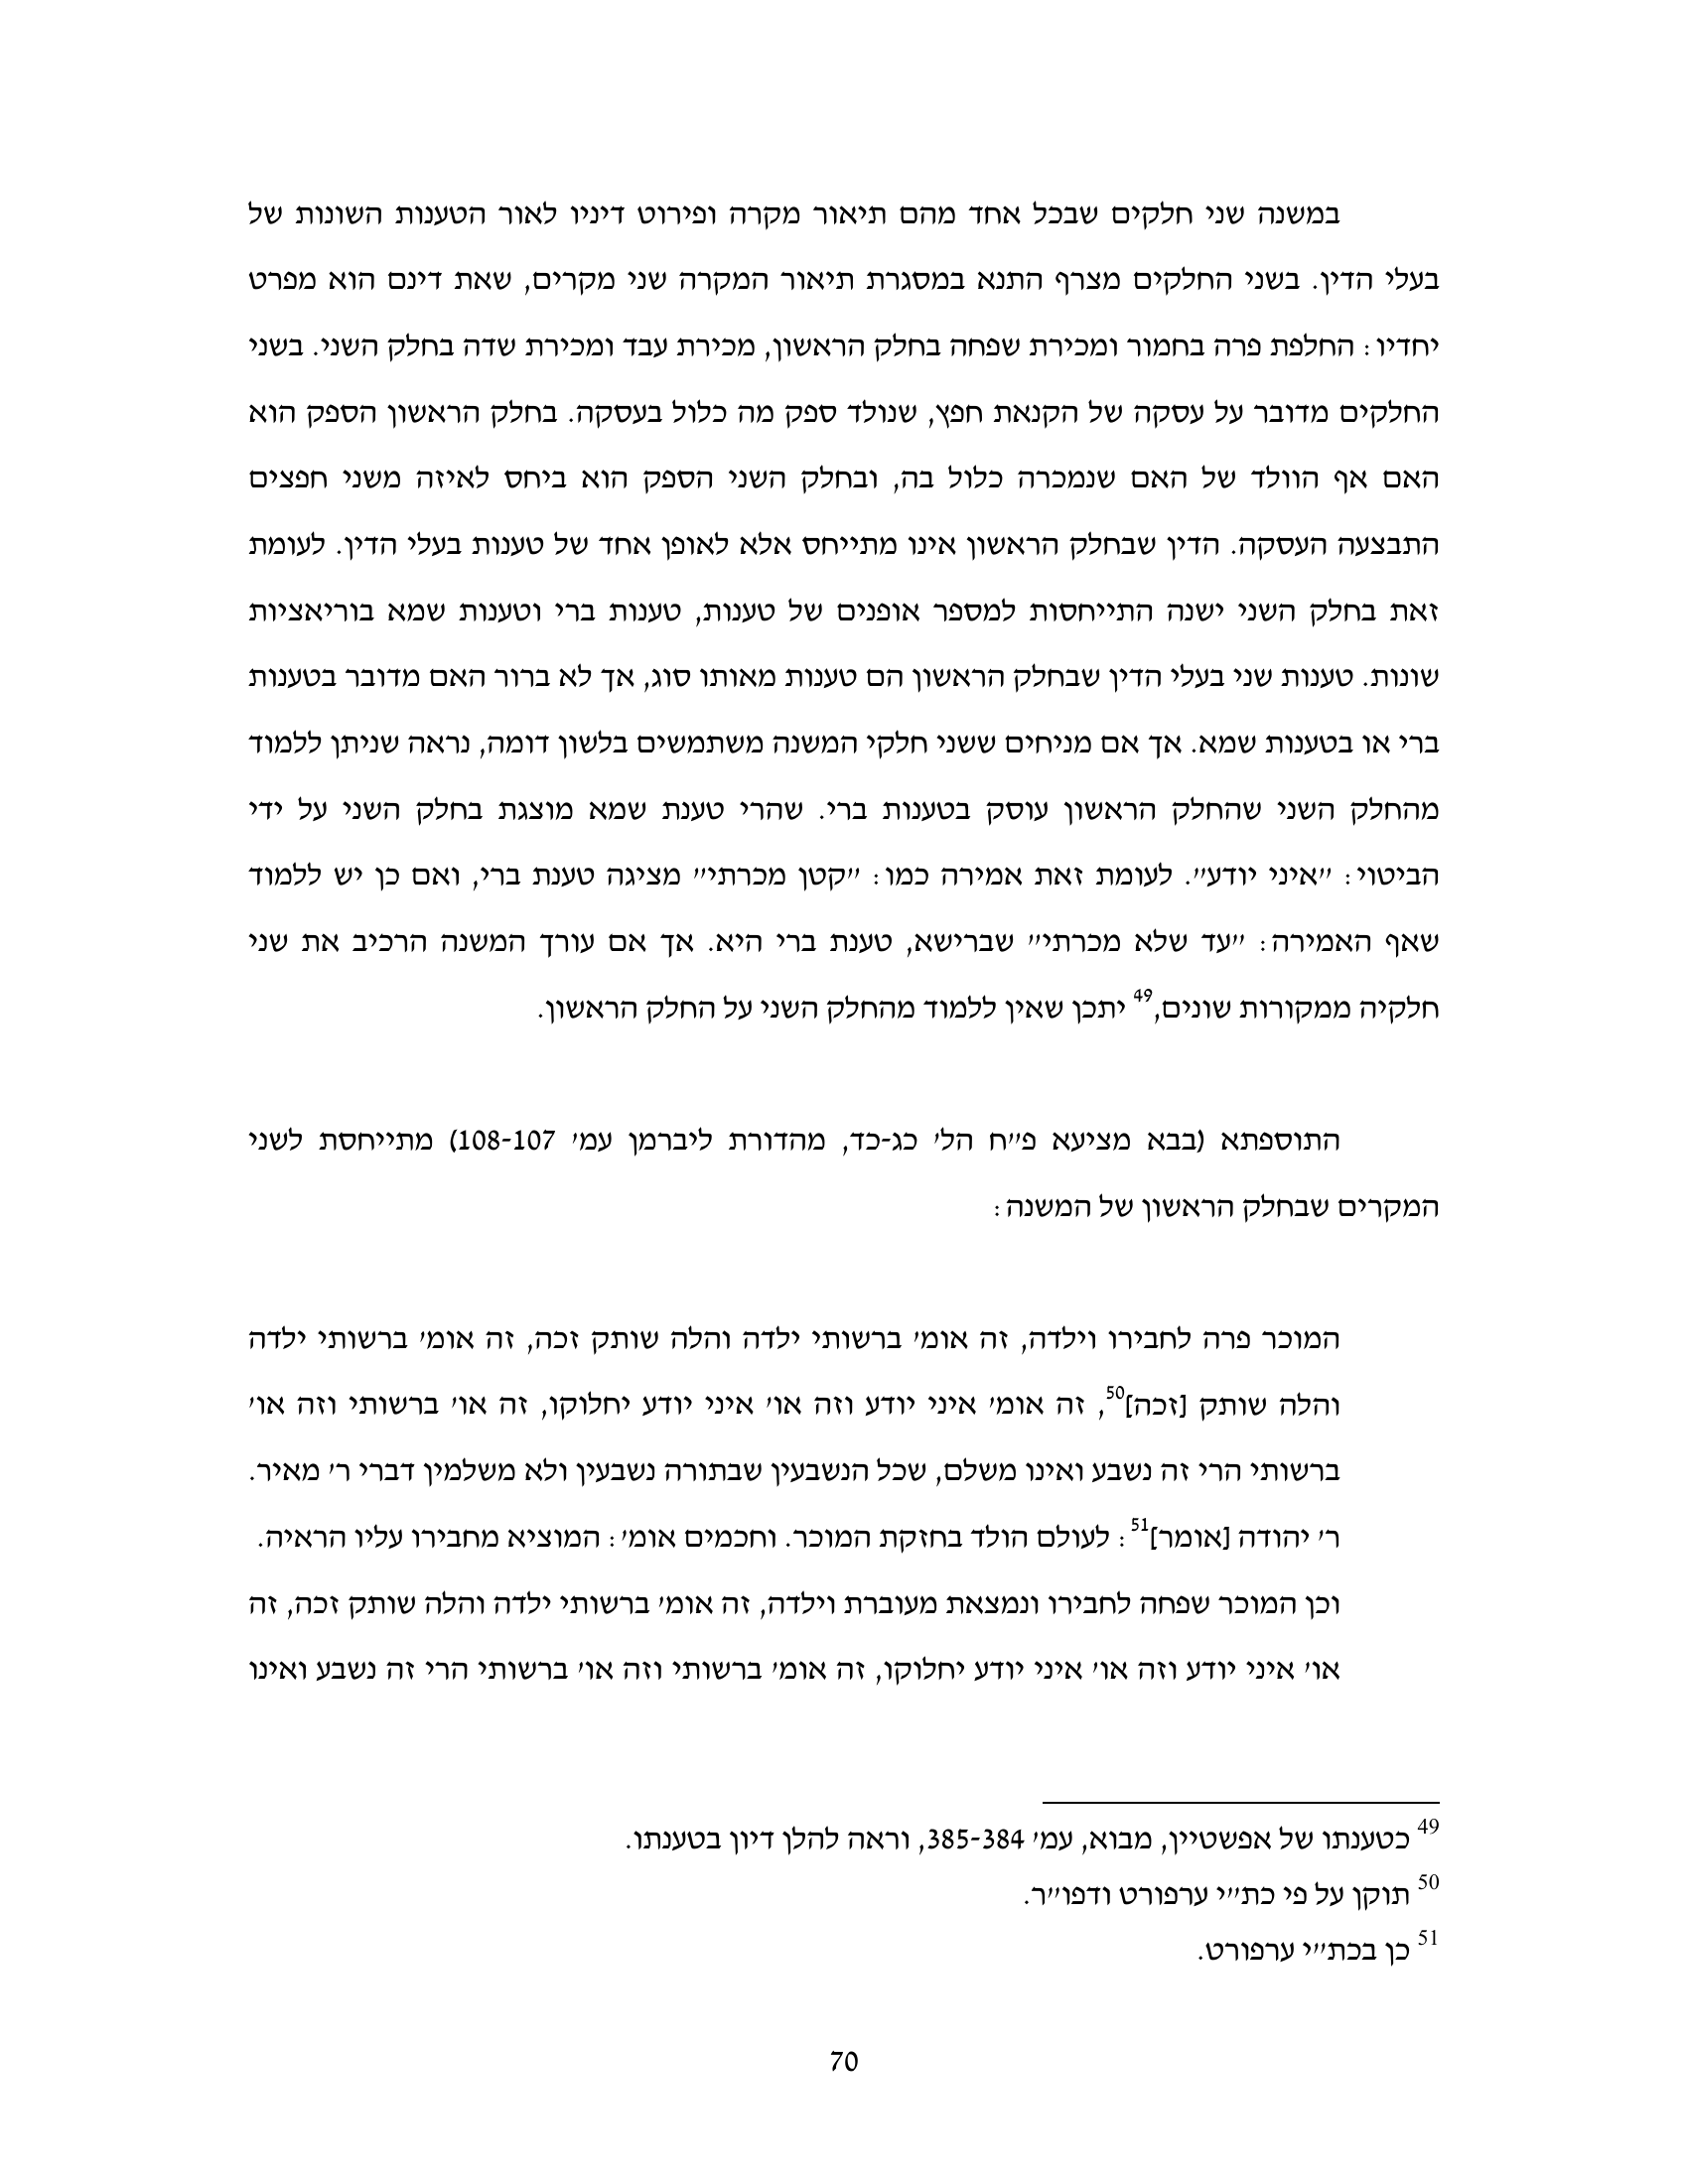 במשנה שני חלקים שבכל אחד מהם תיאור מקרה ופירוט דיניו לאור הטענות השונות של
בעלי הדין. בשני החלקים מצרף התנא במסגרת תיאור המקרה שני מקרים, שאת דינם הוא מפרט
יחדיו: החלפת פרה בחמור ומכירת שפחה בחלק הראשון, מכירת עבד ומכירת שדה בחלק השני. בשני
החלקים מדובר על עסקה של הקנאת חפץ, שנולד ספק מה כלול בעסקה. בחלק הראשון הספק הוא
האם אף הוולד של האם שנמכרה כלול בה, ובחלק השני הספק הוא ביחס לאיזה משני חפצים
התבצעה העסקה. הדין שבחלק הראשון אינו מתייחס אלא לאופן אחד של טענות בעלי הדין. לעומת
זאת בחלק השני ישנה התייחסות למספר אופנים של טענות, טענות ברי וטענות שמא בוריאציות
שונות. טענות שני בעלי הדין שבחלק הראשון הם טענות מאותו סוג, אך לא ברור האם מדובר בטענות
ברי או בטענות שמא. אך אם מניחים ששני חלקי המשנה משתמשים בלשון דומה, נראה שניתן ללמוד
מהחלק השני שהחלק הראשון עוסק בטענות ברי. שהרי טענת שמא מוצגת בחלק השני על ידי
הביטוי: "איני יודע". לעומת זאת אמירה כמו: "קטן מכרתי" מציגה טענת ברי, ואם כן יש ללמוד
שאף האמירה: "עד שלא מכרתי" שברישא, טענת ברי היא. אך אם עורך המשנה הרכיב את שני
חלקיה ממקורות שונים,49 יתכן שאין ללמוד מהחלק השני על החלק הראשון.
התוספתא (בבא מציעא פ"ח הל' כג-כד, מהדורת ליברמן עמ' 108-107) מתייחסת לשני
המקרים שבחלק הראשון של המשנה:
המוכר פרה לחבירו וילדה, זה אומ' ברשותי ילדה והלה שותק זכה, זה אומ' ברשותי ילדה
והלה שותק [זכה]50, זה אומ' איני יודע וזה או' איני יודע יחלוקו, זה או' ברשותי וזה או'
ברשותי הרי זה נשבע ואינו משלם, שכל הנשבעין שבתורה נשבעין ולא משלמין דברי ר' מאיר.
ר' יהודה [אומר]51: לעולם הולד בחזקת המוכר. וחכמים אומ': המוציא מחבירו עליו הראיה.
וכן המוכר שפחה לחבירו ונמצאת מעוברת וילדה, זה אומ' ברשותי ילדה והלה שותק זכה, זה
או' איני יודע וזה או' איני יודע יחלוקו, זה אומ' ברשותי וזה או' ברשותי הרי זה נשבע ואינו
49 כטענתו של אפשטיין, מבוא, עמ' 385-384, וראה להלן דיון בטענתו.
50 תוקן על פי כת"י ערפורט ודפו"ר.
51 כן בכת"י ערפורט.
70